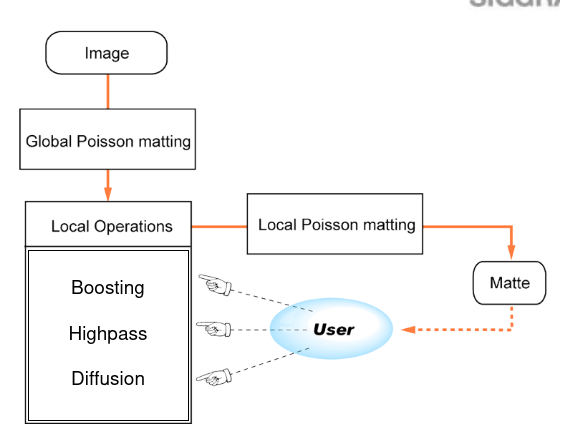 Image
Global Poisson matting
Local Operations
Local Poisson matting
Boosting
Highpass
Diffusion
User
Matte